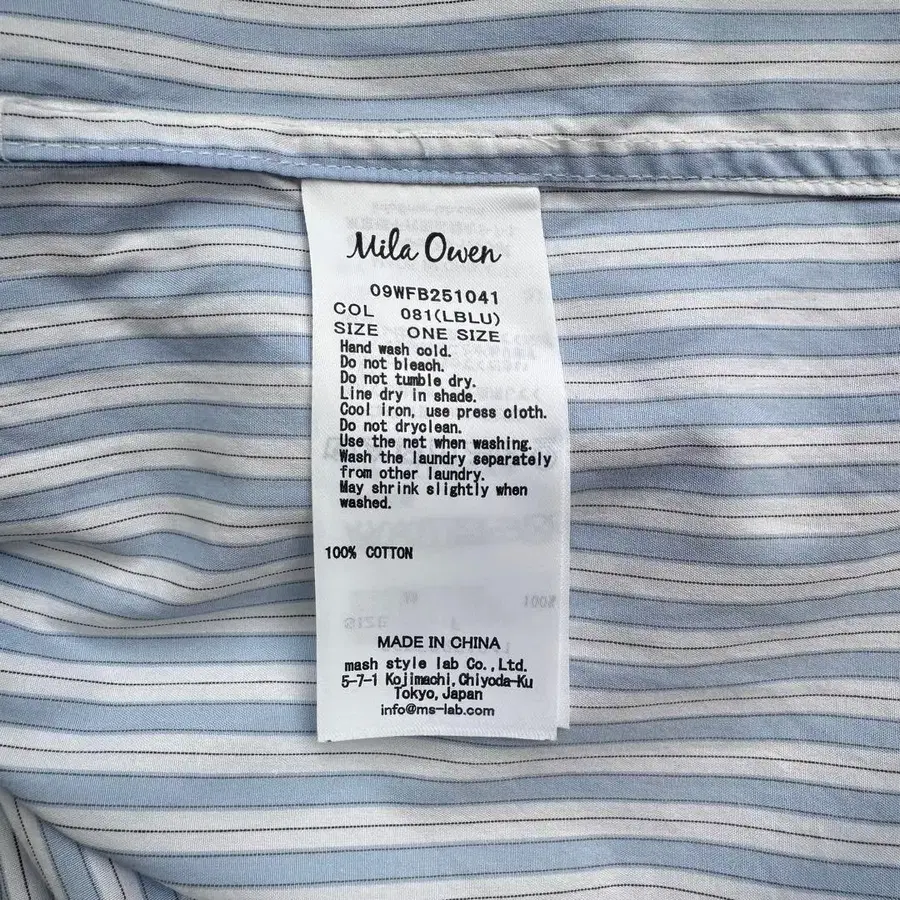 Mila Owen
09WFB251041
COL 081(LBLU)
SIZE ONE SIZE
Hand wash cold.
Do not bleach.
Do not tumble dry.
Line dry in shade.
Cool iron, use press cloth.
Do not dryclean.
Use the net when washing.
Wash the laundry separately
from other laundry.
May shrink slightly when
washed.
100% COTTON
MADE IN CHINA
mash style lab Co.,Ltd.
5-7-1 Kojimachi,Chiyoda-Ku
Tokyo,Japan
info@ms-lab.com